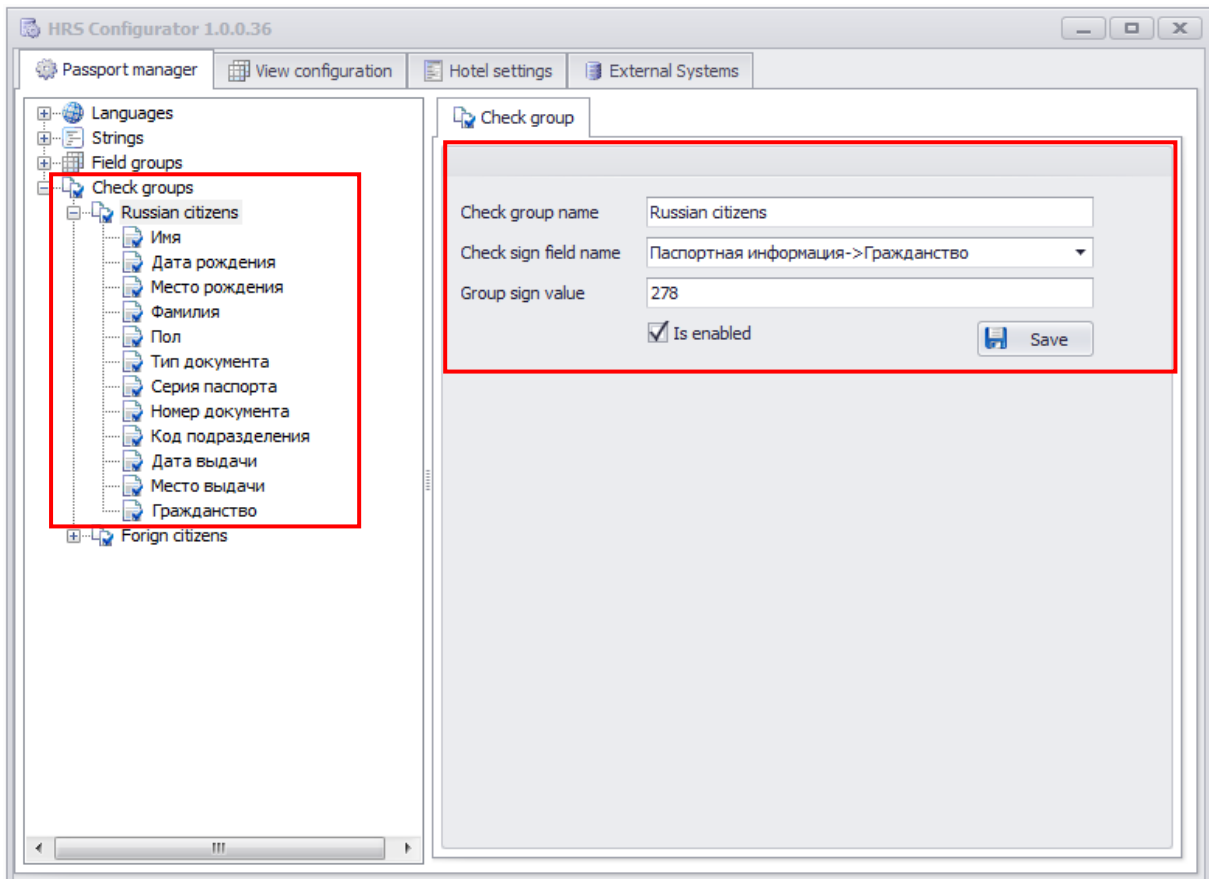 HRS Configurator 1.0.0.36
Passport manager
View configuration
Hotel settings
External Systems
Languages
Strings
Field groups
Check groups
Russian citizens
Имя
Дата рождения
Место рождения
Фамилия
Пол
Тип документа
Серия паспорта
Номер документа
Код подразделения
Дата выдачи
Место выдачи
Гражданство
Forign citizens
Check group
Check group name
Russian citizens
Check sign field name
Паспортная информация->Гражданство
Group sign value
278
Is enabled
Save